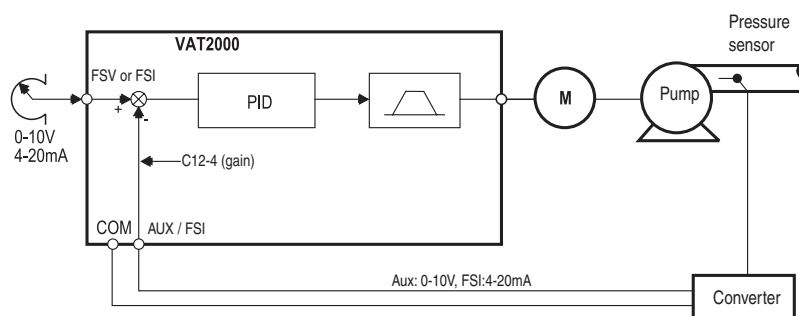 Pressure
sensor
VAT2000
FSV or FSI
+
-
PID
M
Pump
0-10V
4-20mA
C12-4 (gain)
COM
AUX / FSI
Aux: 0-10V, FSI:4-20mA
Converter